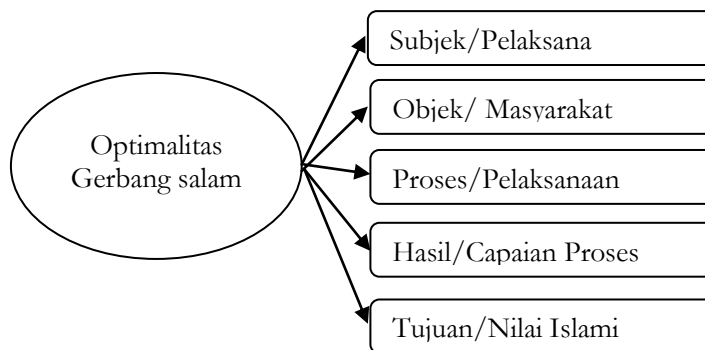 Optimalitas
Gerbang salam
Subjek/Pelaksana
Objek/ Masyarakat
Proses/Pelaksanaan
Hasil/Capaian Proses
Tujuan/Nilai Islami